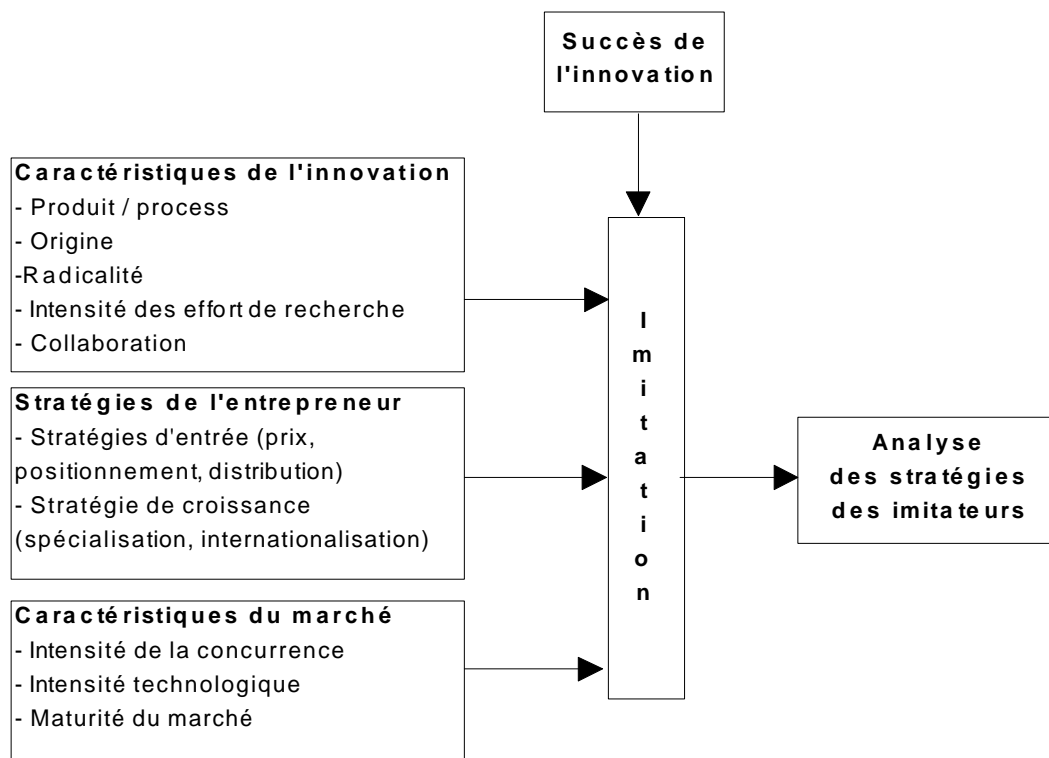 Succès de
l'innovation
Caractéristiques de l'innovation
- Produit / process
- Origine
-Radicalité
- Intensité des effort de recherche
- Collaboration
Stratégies de l'entrepreneur
- Stratégies d'entrée (prix,
positionnement, distribution)
- Stratégie de croissance
(spécialisation, internationalisation)
Caractéristiques du marché
- Intensité de la concurrence
- Intensité technologique
- Maturité du marché
I
m
i
t
a
t
i
o
n
Analyse
des stratégies
des imitateurs